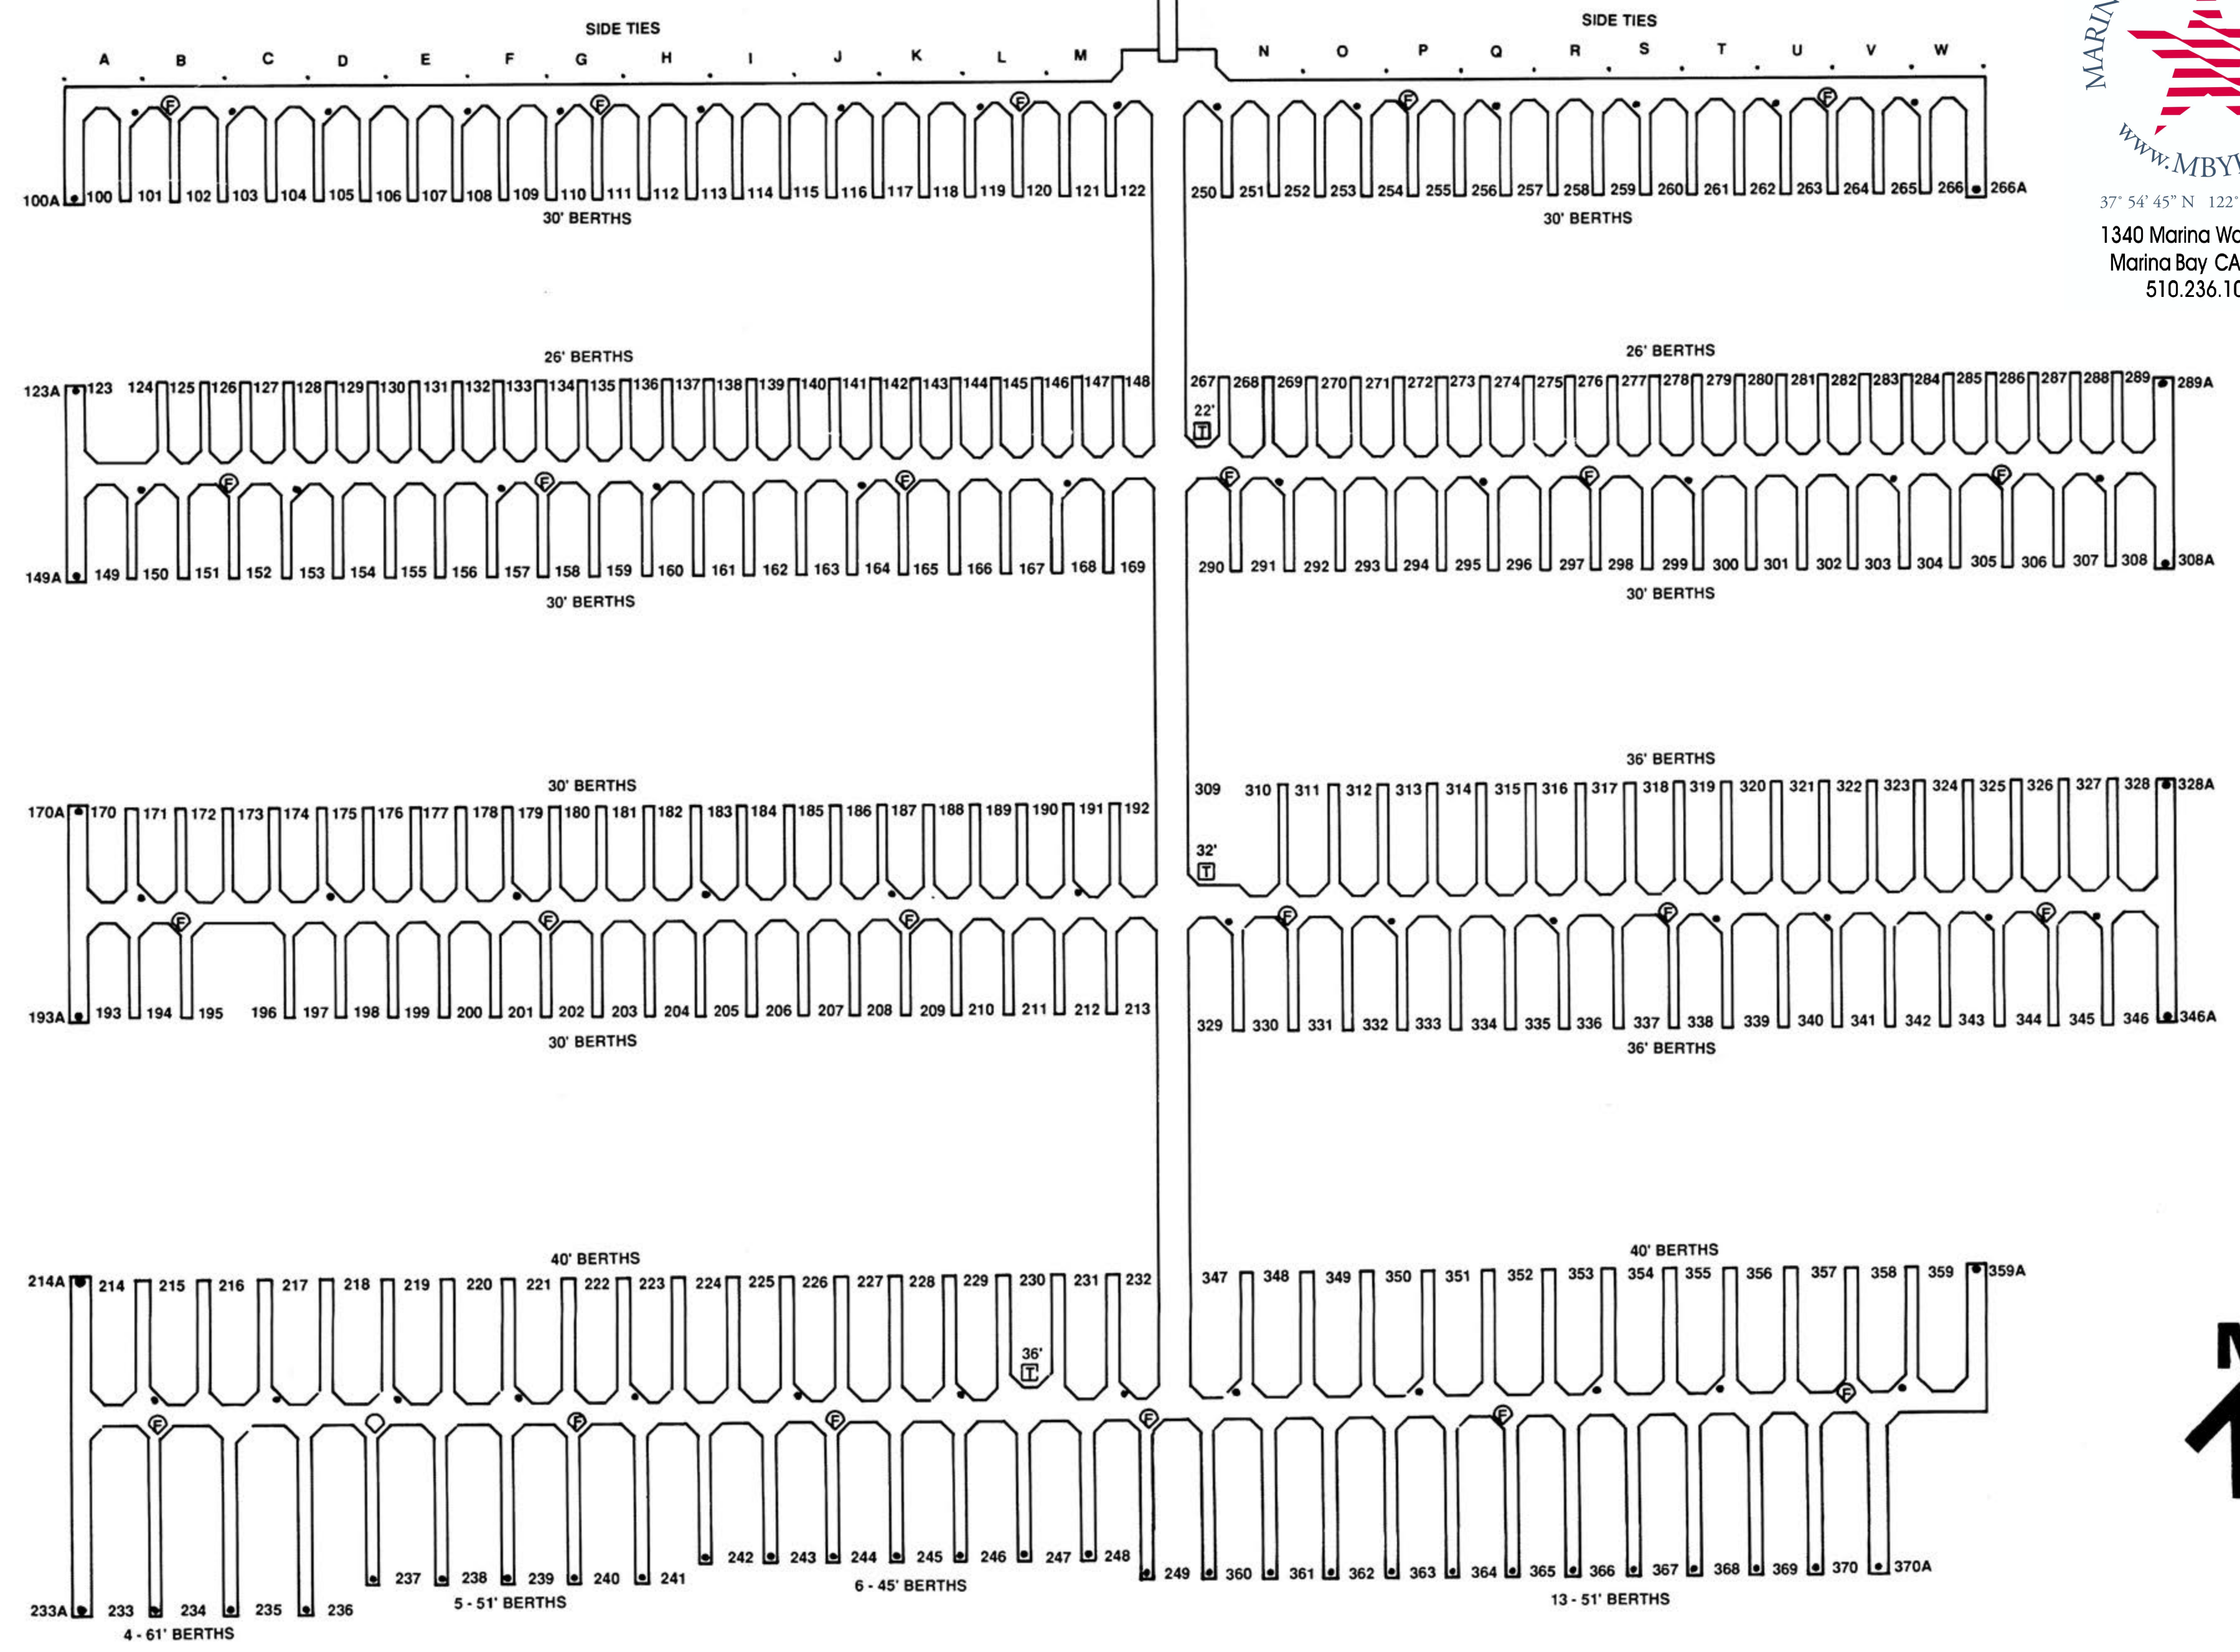 SIDE TIES
SIDE TIES
A B C D E F G H I J K L M N O P Q R S T U V W
F F F F F
100A 100 101 102 103 104 105 106 107 108 109 110 111 112 113 114 115 116 117 118 119 120 121 122 250 251 252 253 254 255 256 257 258 259 260 261 262 263 264 265 266 266A
30' BERTHS
30' BERTHS
MARIN
www.MBY
37° 54' 45" N 122°
1340 Marina Wa
Marina Bay CA
510.236.10
26' BERTHS
26' BERTHS
123A 123 124 125 126 127 128 129 130 131 132 133 134 135 136 137 138 139 140 141 142 143 144 145 146 147 148 267 268 269 270 271 272 273 274 275 276 277 278 279 280 281 282 283 284 285 286 287 288 289 289A
22'
T
F F F F F F
149A 149 150 151 152 153 154 155 156 157 158 159 160 161 162 163 164 165 166 167 168 169 290 291 292 293 294 295 296 297 298 299 300 301 302 303 304 305 306 307 308 308A
30' BERTHS
30' BERTHS
30' BERTHS
36' BERTHS
170A 170 171 172 173 174 175 176 177 178 179 180 181 182 183 184 185 186 187 188 189 190 191 192 309 310 311 312 313 314 315 316 317 318 319 320 321 322 323 324 325 326 327 328 328A
32'
T
F F F F F F
193A 193 194 195 196 197 198 199 200 201 202 203 204 205 206 207 208 209 210 211 212 213 329 330 331 332 333 334 335 336 337 338 339 340 341 342 343 344 345 346 346A
30' BERTHS
36' BERTHS
40' BERTHS
40' BERTHS
214A 214 215 216 217 218 219 220 221 222 223 224 225 226 227 228 229 230 231 232 347 348 349 350 351 352 353 354 355 356 357 358 359 359A
36'
T
F
F F F F F
242 243 244 245 246 247 248
237 238 239 240 241
249 360 361 362 363 364 365 366 367 368 369 370 370A
6 - 45' BERTHS
5 - 51' BERTHS
13 - 51' BERTHS
233A 233 234 235 236
4 - 61' BERTHS